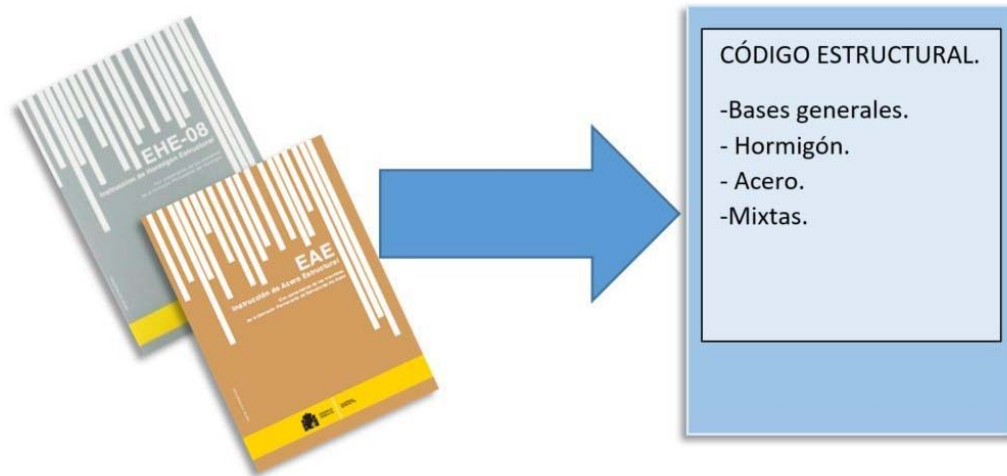 EHE-08
Instrucción de Hormigón Estructural
EAE
Instrucción de Acero Estructural
CÓDIGO ESTRUCTURAL.
-Bases generales.
- Hormigón.
- Acero.
-Mixtas.